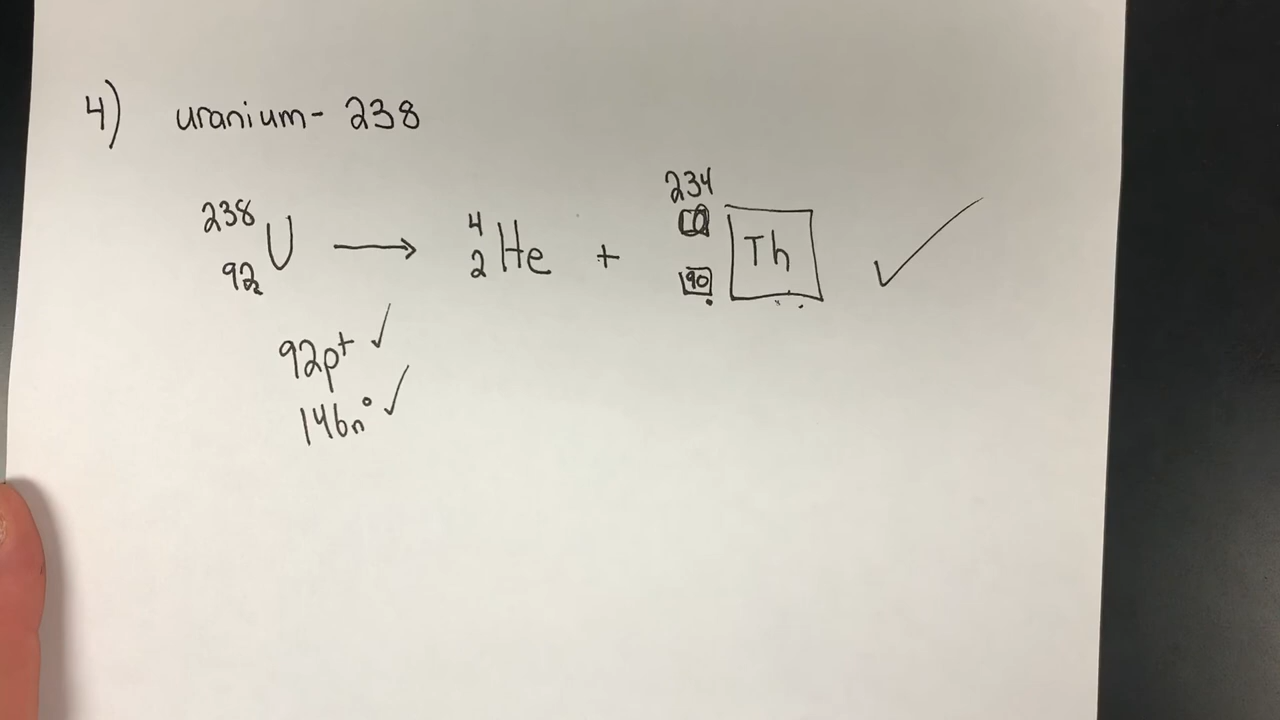 4) uranium- 238
238 92 U → 4 2 He + 234 90 Th ✓
92p+ ✓
146n° ✓